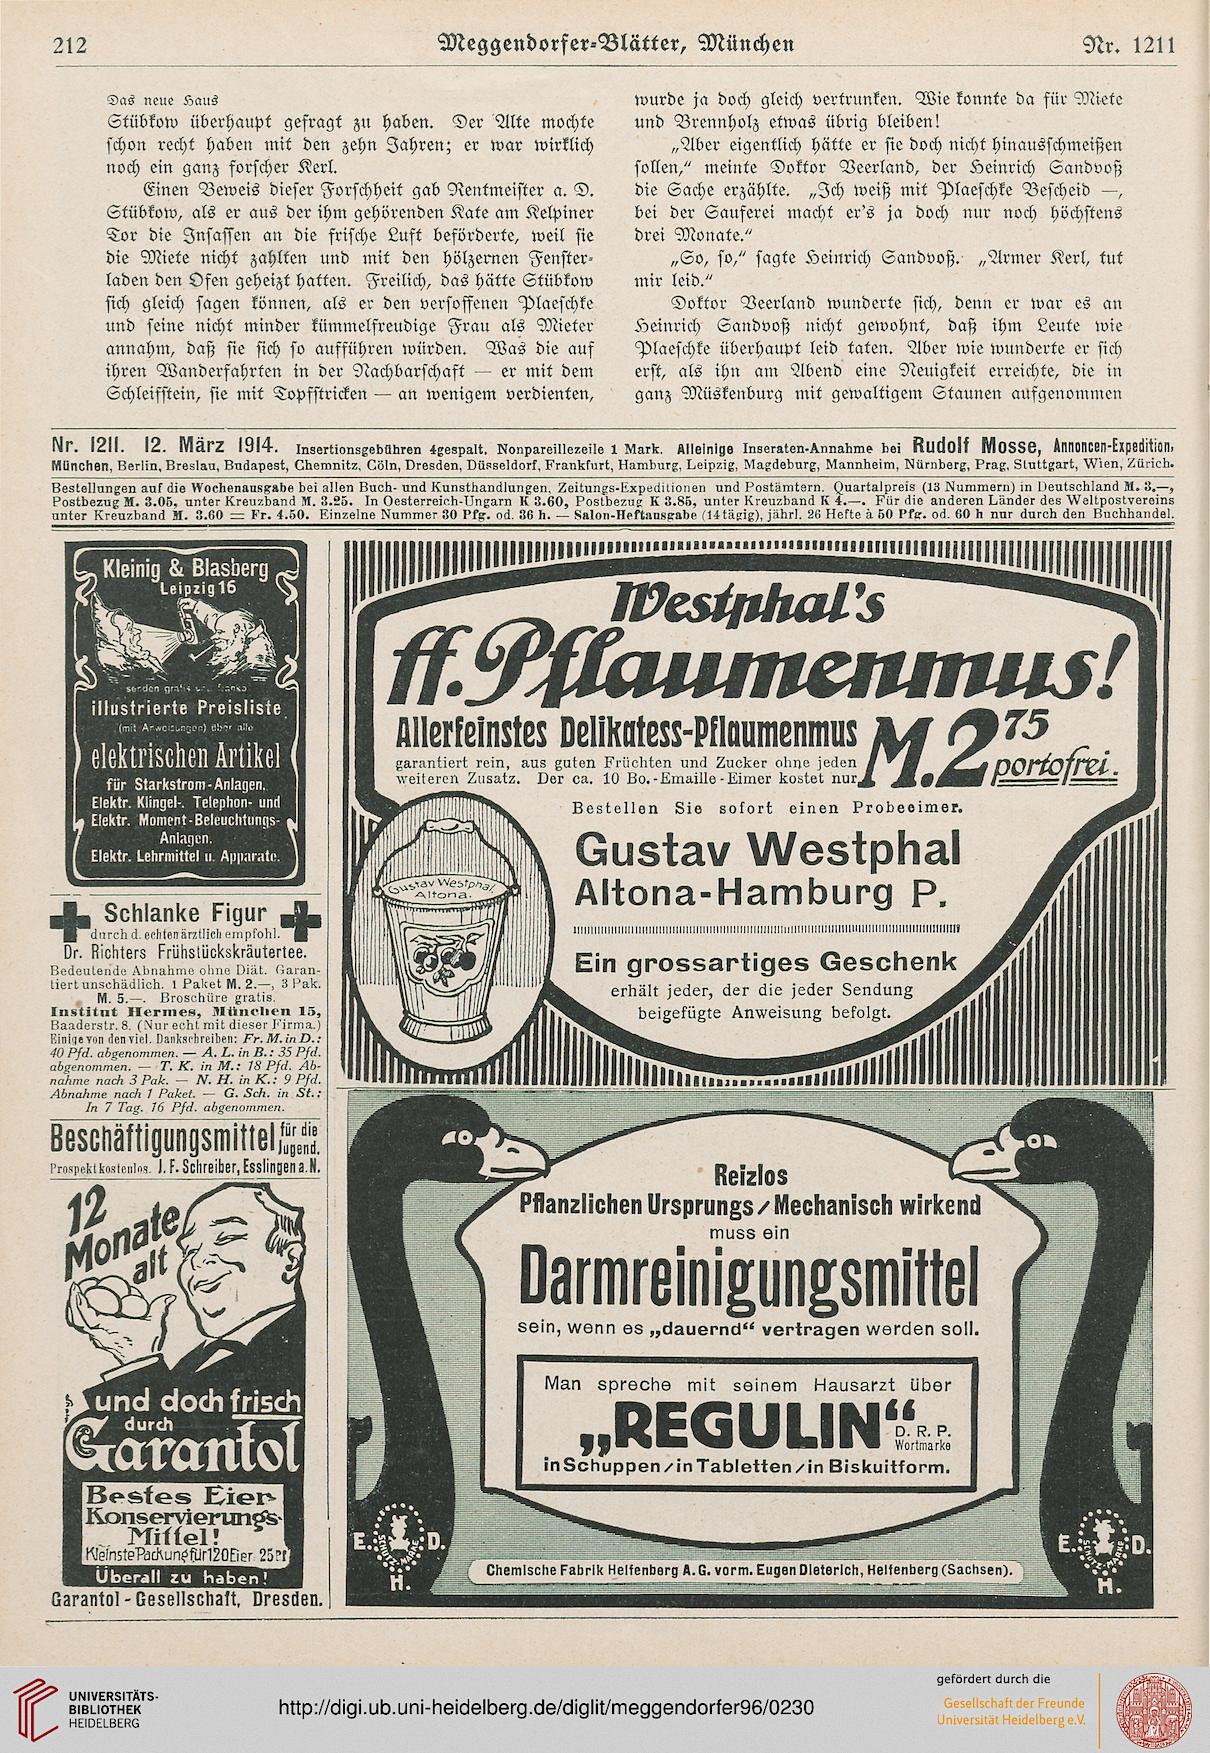 212
Meggendorfer-Blätter, München
Nr. 1211
Das neue Haus
Stübkow überhaupt gefragt zu haben. Der Alte mochte
schon recht haben mit den zehn Jahren; er war wirklich
noch ein ganz forscher Kerl.
Einen Beweis dieser Forschheit gab Rentmeister a. D.
Stübkow, als er aus der ihm gehörenden Kate am Kelpiner
Tor die Insassen an die frische Luft beförderte, weil sie
die Miete nicht zahlten und mit den hölzernen Fenster-
laden den Ofen geheizt hatten. Freilich, das hätte Stübkow
sich gleich sagen können, als er den versoffenen Plaeschke
und seine nicht minder kümmelfreudige Frau als Mieter
annahm, daß sie sich so aufführen würden. Was die auf
ihren Wanderfahrten in der Nachbarschaft — er mit dem
Schleifstein, sie mit Topfstricken — an wenigem verdienten,
wurde ja doch gleich vertrunken. Wie konnte da für Miete
und Brennholz etwas übrig bleiben!
„Aber eigentlich hätte er sie doch nicht hinausschmeißen
sollen,“ meinte Doktor Veerland, der Heinrich Sandvoß
die Sache erzählte. „Ich weiß mit Plaeschke Bescheid —,
bei der Sauferei macht er's ja doch nur noch höchstens
drei Monate.“
„So, so,“ sagte Heinrich Sandvoß. „Armer Kerl, tut
mir leid.“
Doktor Veerland wunderte sich, denn er war es an
Heinrich Sandvoß nicht gewohnt, daß ihm Leute wie
Plaeschke überhaupt leid taten. Aber wie wunderte er sich
erst, als ihn am Abend eine Neuigkeit erreichte, die in
ganz Müskenburg mit gewaltigem Staunen aufgenommen
Nr. 1211. 12. März 1914. Insertionsgebühren 4gespalt. Nonpareillezeile 1 Mark. Alleinige Inseraten-Annahme bei Rudolf Mosse, Annoncen-Expedition,
München, Berlin, Breslau, Budapest, Chemnitz, Cöln, Dresden, Düsseldorf, Frankfurt, Hamburg, Leipzig, Magdeburg, Mannheim, Nürnberg, Prag, Stuttgart, Wien, Zürich.
Bestellungen auf die Wochenausgabe bei allen Buch- und Kunsthandlungen, Zeitungs-Expeditionen und Postämtern. Quartalpreis (13 Nummern) in Deutschland M. 3.—,
Postbezug M. 3.05, unter Kreuzband M. 3.25. In Oesterreich-Ungarn K 3.60, Postbezug K 3.85, unter Kreuzband K 4.—. Für die anderen Länder des Weltpostvereins
unter Kreuzband M. 3.60 = Fr. 4.50. Einzelne Nummer 30 Pfg. od. 36 h. — Salon-Heftausgabe (14tägig), jährl. 26 Hefte à 50 Pfg. od. 60 h nur durch den Buchhandel.
Kleinig & Blasberg
Leipzig 16
senden gratis u. franko
illustrierte Preisliste
(mit Anweisungen) über alle
elektrischen Artikel
für Starkstrom-Anlagen,
Elektr. Klingel-, Telephon- und
Elektr. Moment-Beleuchtungs-
Anlagen.
Elektr. Lehrmittel u. Apparate.
Schlanke Figur
durch d. echten ärztlich empfohl.
Dr. Richters Frühstückskräutertee.
Bedeutende Abnahme ohne Diät. Garan-
tiert unschädlich. 1 Paket M. 2.—, 3 Pak.
M. 5.—. Broschüre gratis.
Institut Hermes, München 15,
Baaderstr. 8. (Nur echt mit dieser Firma.)
Einige von den viel. Dankschreiben: Fr. M. in D.:
40 Pfd. abgenommen. — A. L. in B.: 35 Pfd.
abgenommen. — T. K. in M.: 18 Pfd. Ab-
nahme nach 3 Pak. — N. H. in K.: 9 Pfd.
Abnahme nach 1 Paket. — G. Sch. in St.:
In 7 Tag. 16 Pfd. abgenommen.
Beschäftigungsmittel für die Jugend.
Prospekt kostenlos. J. F. Schreiber, Esslingen a. N.
12
Monate
alt
und doch frisch
durch
Garantol
Bestes Eier-
Konservierungs-
Mittel!
Kleinste Packung für 120 Eier 25 Pf
Überall zu haben!
Garantol-Gesellschaft, Dresden.
Westphal's
ff. Pflaumenmus!
Allerfeinstes Delikatess-Pflaumenmus
garantiert rein, aus guten Früchten und Zucker ohne jeden
weiteren Zusatz. Der ca. 10 Bo.-Emaille-Eimer kostet nur
M. 2 75
portofrei.
Bestellen Sie sofort einen Probeeimer.
Gustav Westphal
Altona-Hamburg P.
Gustav Westphal,
Altona.
Ein grossartiges Geschenk
erhält jeder, der die jeder Sendung
beigefügte Anweisung befolgt.
Reizlos
Pflanzlichen Ursprungs / Mechanisch wirkend
muss ein
Darmreinigungsmittel
sein, wenn es „dauernd“ vertragen werden soll.
Man spreche mit seinem Hausarzt über
„REGULIN“
D. R. P.
Wortmarke
in Schuppen / in Tabletten / in Biskuitform.
E. D.
SCHUTZ-MARKE
H.
E. D.
SCHUTZ-MARKE
H.
Chemische Fabrik Helfenberg A. G. vorm. Eugen Dieterich, Helfenberg (Sachsen).
UNIVERSITÄTS-
BIBLIOTHEK
HEIDELBERG
http://digi.ub.uni-heidelberg.de/diglit/meggendorfer96/0230
gefördert durch die
Gesellschaft der Freunde
Universität Heidelberg e.V.